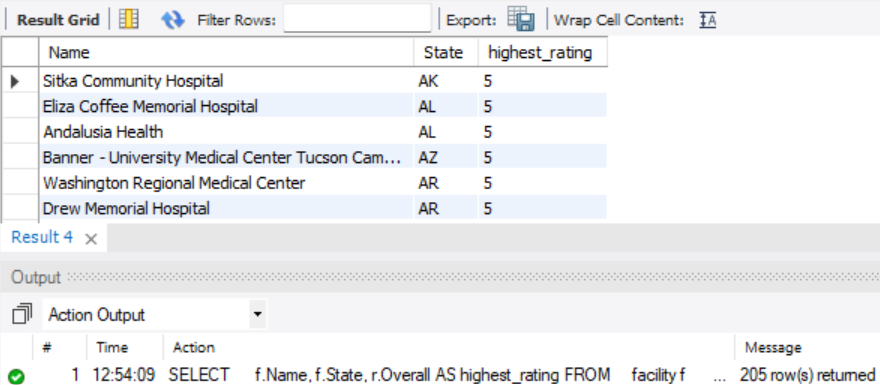 Result Grid Filter Rows: Export: Wrap Cell Content: IA
Name State highest_rating
Sitka Community Hospital AK 5
Eliza Coffee Memorial Hospital AL 5
Andalusia Health AL 5
Banner - University Medical Center Tucson Cam... AZ 5
Washington Regional Medical Center AR 5
Drew Memorial Hospital AR 5
Result 4 ×
Output
Action Output
# Time Action Message
1 12:54:09 SELECT f.Name, f.State, r.Overall AS highest_rating FROM facility f ... 205 row(s) returned